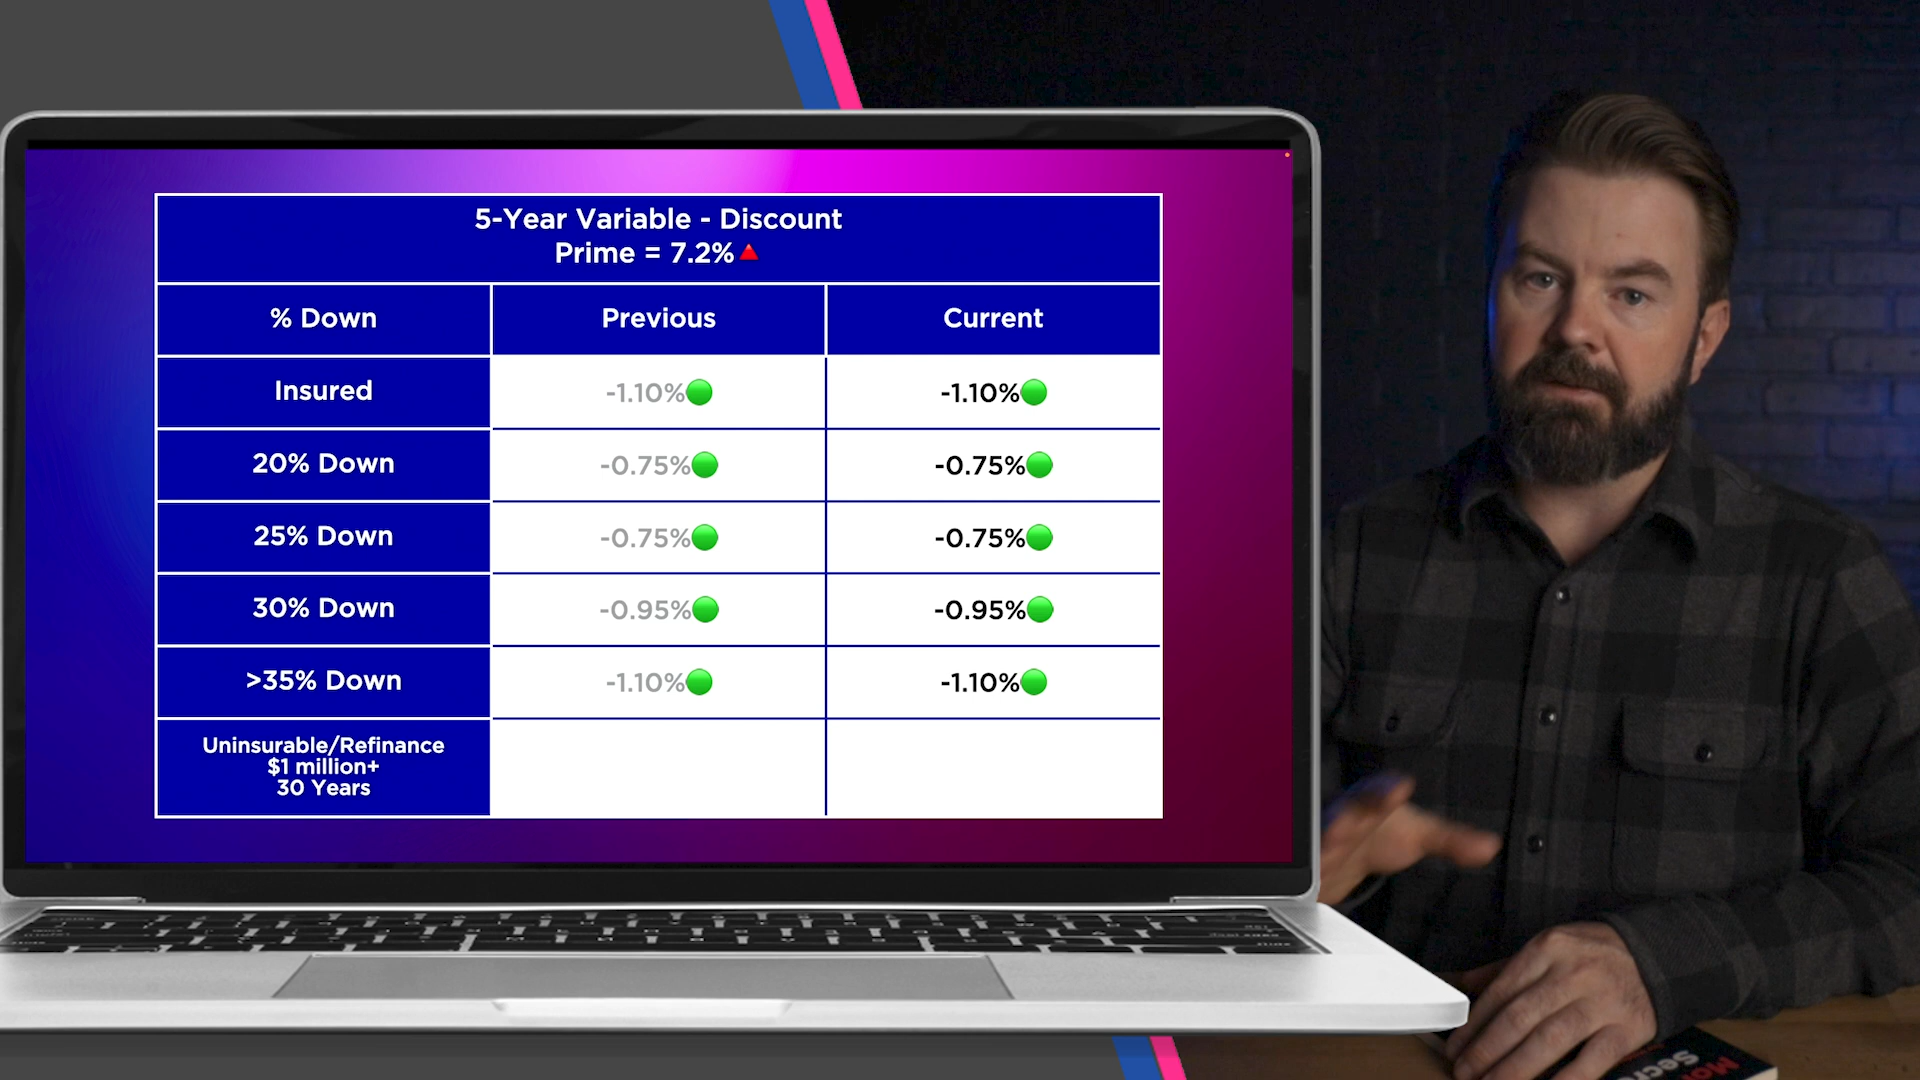 5-Year Variable - Discount
Prime = 7.2%🔺
% Down
Previous
Current
Insured
-1.10%
-1.10%
20% Down
-0.75%
-0.75%
25% Down
-0.75%
-0.75%
30% Down
-0.95%
-0.95%
>35% Down
-1.10%
-1.10%
Uninsurable/Refinance
$1 million+
30 Years